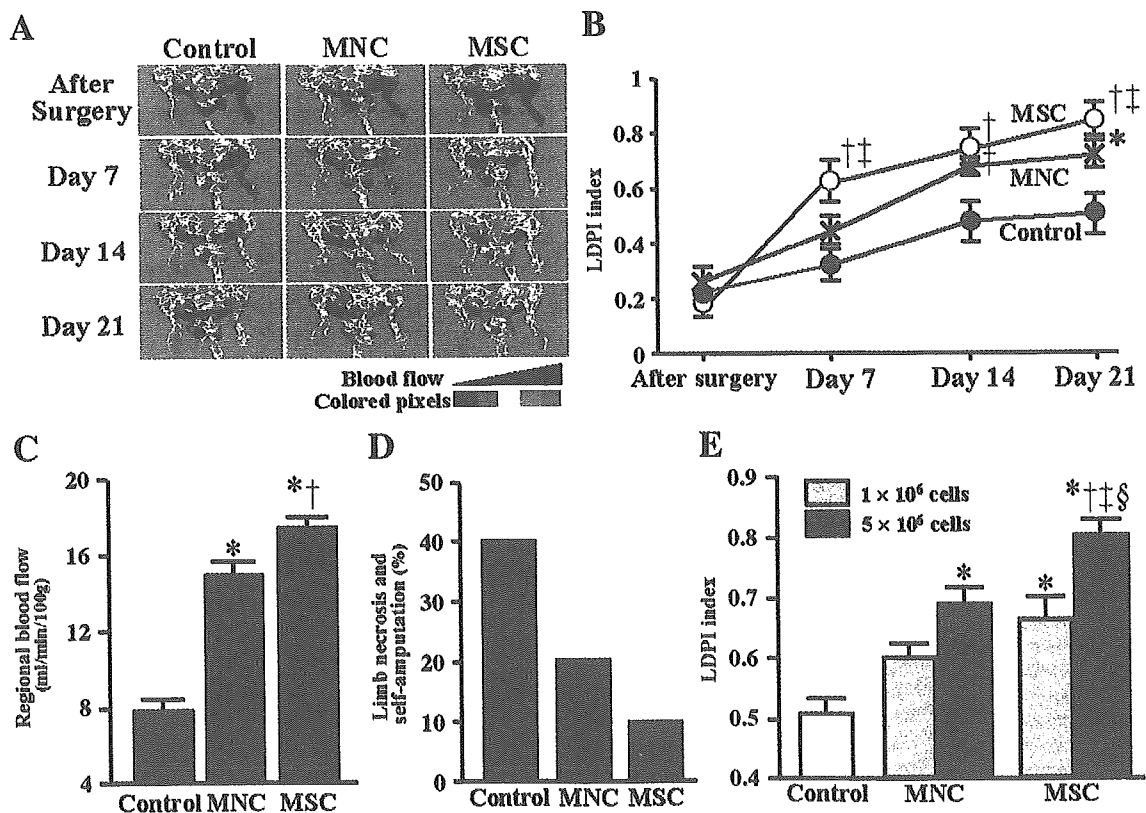 A
Control MNC MSC
After
Surgery
Day 7
Day 14
Day 21
Blood flow
Colored pixels
B
LDPI index
1
0.8
0.6
0.4
0.2
0
†‡
†
‡
†‡
*
MSC
MNC
Control
After surgery Day 7 Day 14 Day 21
C
Regional blood flow
(ml/min/100g)
20
16
12
8
4
*
*†
Control MNC MSC
D
Limb necrosis and
self-amputation (%)
50
40
30
20
10
0
Control MNC MSC
E
LDPI index
0.9
0.8
0.7
0.6
0.5
0.4
1 × 10⁶ cells
5 × 10⁶ cells
*
*
*†‡§
Control MNC MSC